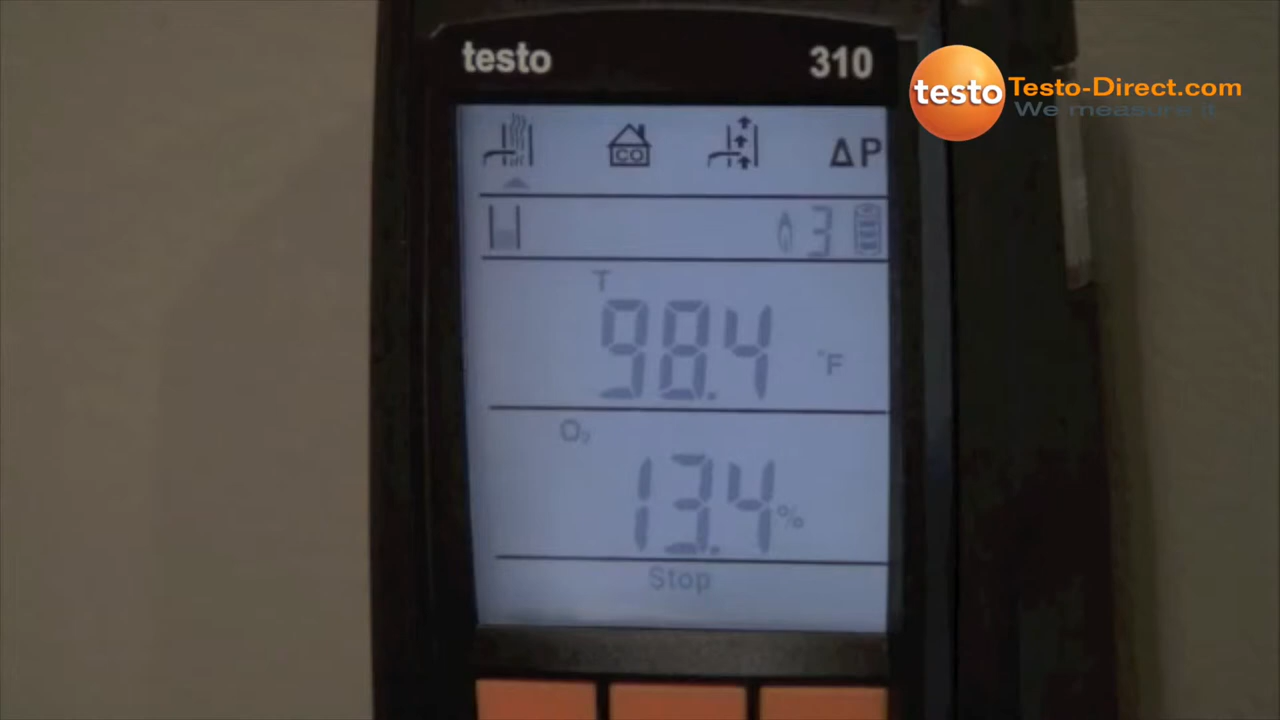 testo 310
testo Testo-Direct.com
We measure it
CO
ΔP
3
T
98.4 °F
O₂
13.4 %
Stop